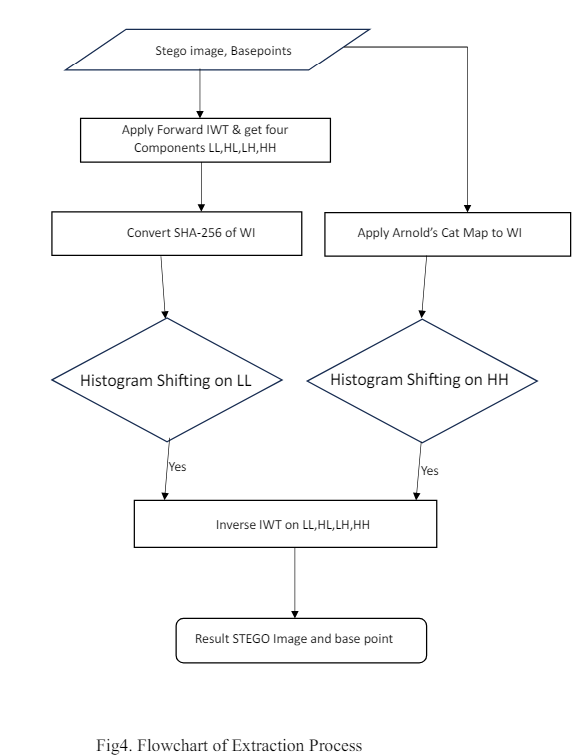 Stego image, Basepoints
Apply Forward IWT & get four
Components LL,HL,LH,HH
Convert SHA-256 of WI
Apply Arnold's Cat Map to WI
Histogram Shifting on LL
Histogram Shifting on HH
Yes
Yes
Inverse IWT on LL,HL,LH,HH
Result STEGO Image and base point
Fig4. Flowchart of Extraction Process